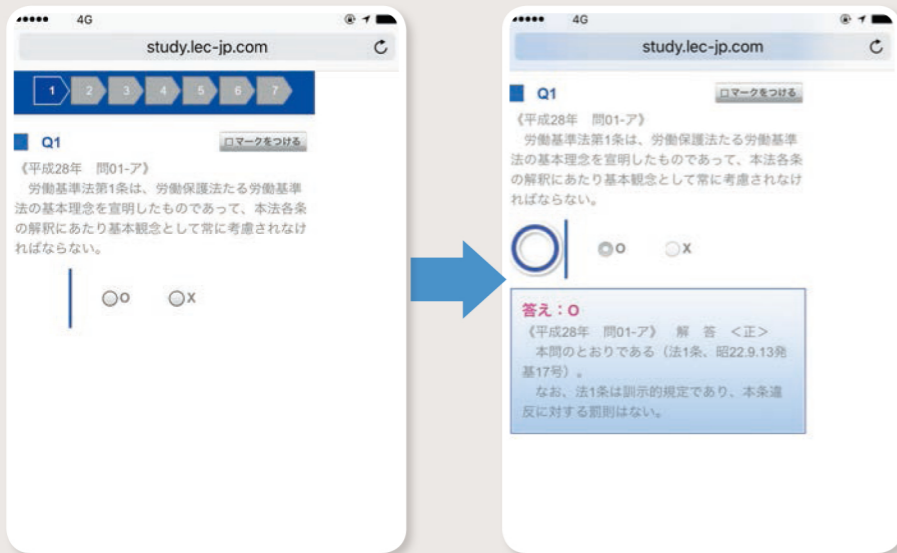 4G
study.lec-jp.com
1 2 3 4 5 6 7
Q1
□マークをつける
《平成28年 問01-ア》
労働基準法第1条は、労働保護法たる労働基準
法の基本理念を宣明したものであって、本法各条
の解釈にあたり基本観念として常に考慮されなけ
ればならない。
O X
4G
study.lec-jp.com
Q1
□マークをつける
《平成28年 問01-ア》
労働基準法第1条は、労働保護法たる労働基準
法の基本理念を宣明したものであって、本法各条
の解釈にあたり基本観念として常に考慮されなけ
ればならない。
O X
答え：O
《平成28年 問01-ア》 解 答 <正>
本問のとおりである（法1条、昭22.9.13発
基17号）。
なお、法1条は訓示的規定であり、本条違
反に対する罰則はない。